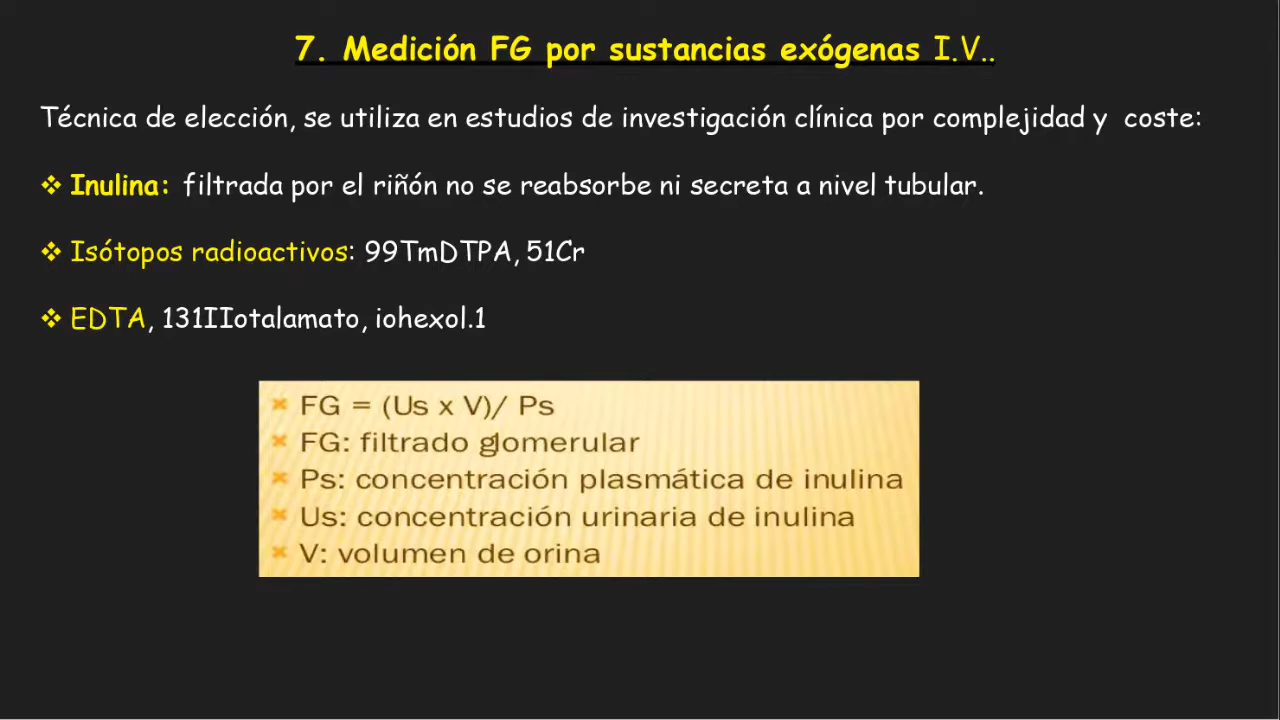 7. Medición FG por sustancias exógenas I.V..
Técnica de elección, se utiliza en estudios de investigación clínica por complejidad y coste:
❖ Inulina: filtrada por el riñón no se reabsorbe ni secreta a nivel tubular.
❖ Isótopos radioactivos: 99TmDTPA, 51Cr
❖ EDTA, 131IIotalamato, iohexol.1
FG = (Us x V)/ Ps
FG: filtrado glomerular
Ps: concentración plasmática de inulina
Us: concentración urinaria de inulina
V: volumen de orina